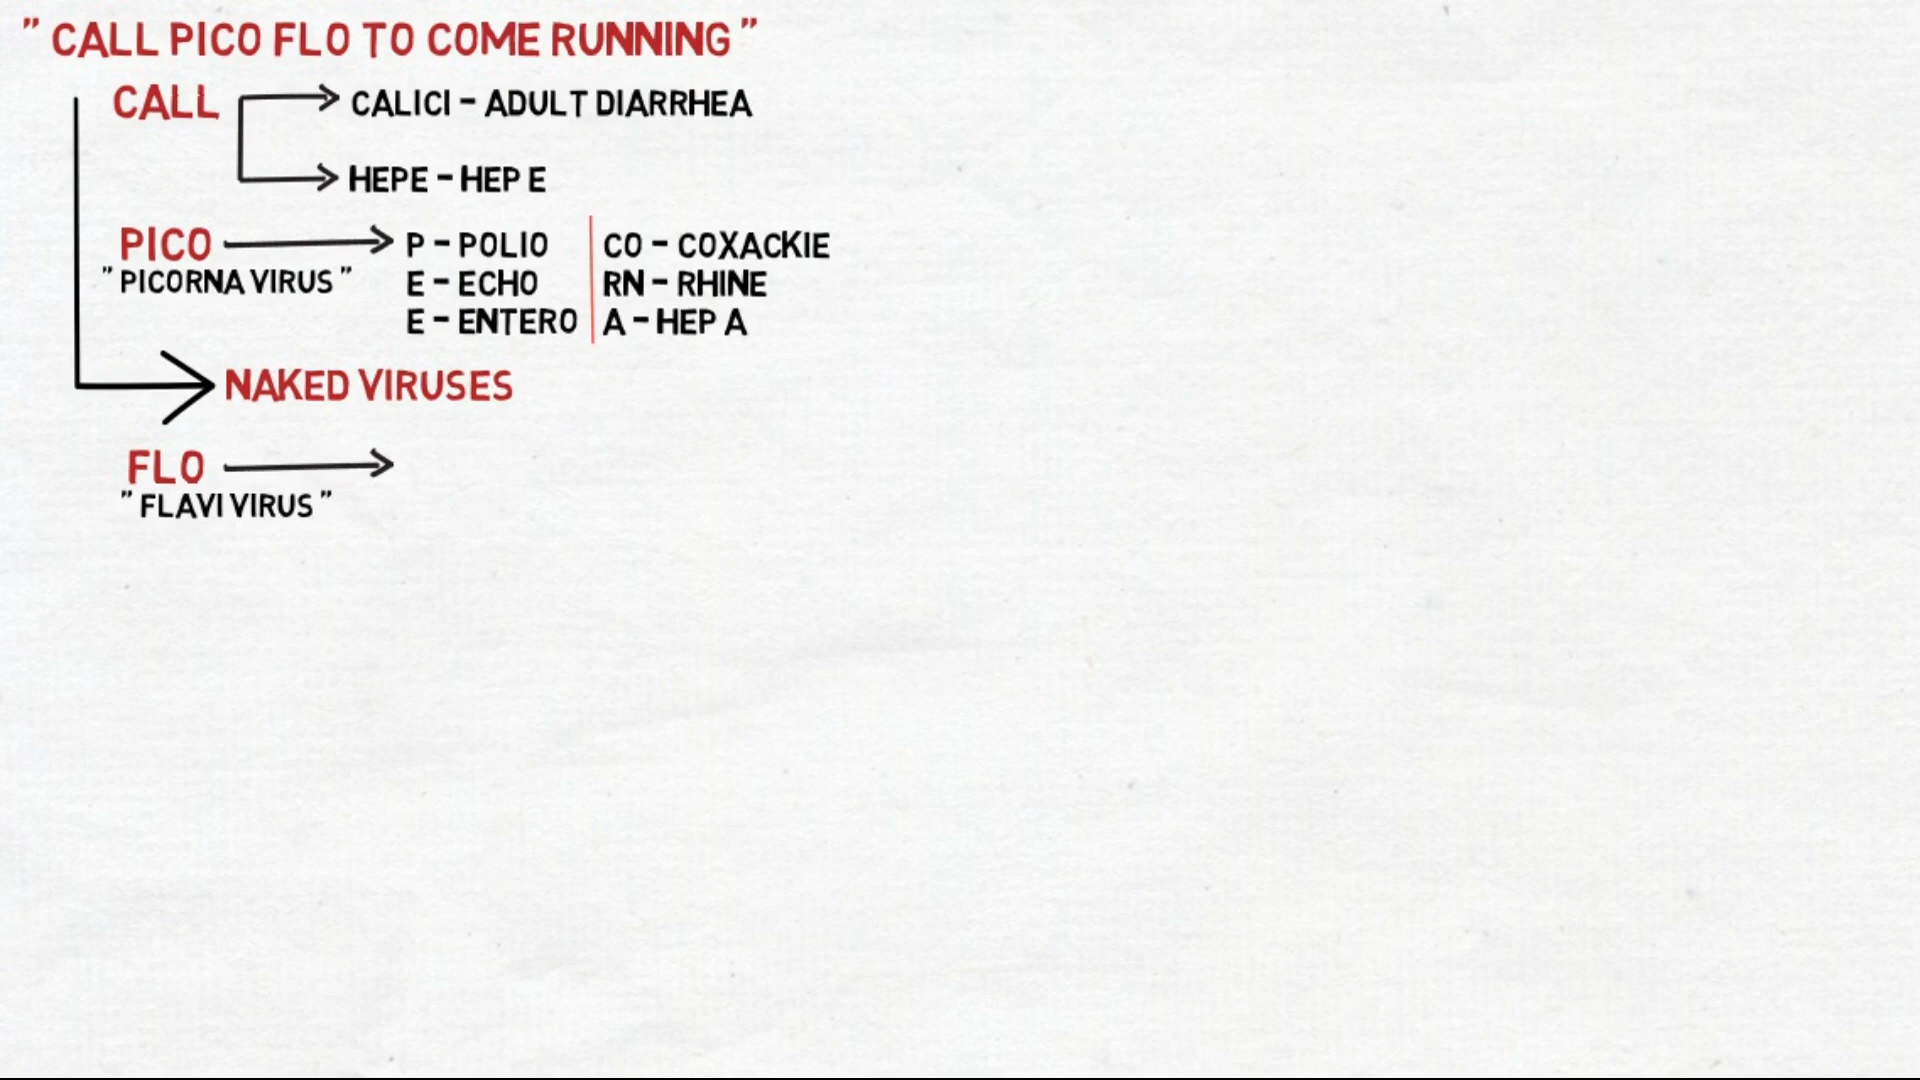 " CALL PICO FLO TO COME RUNNING "
CALL
CALICI - ADULT DIARRHEA
HEPE - HEP E
PICO
" PICORNA VIRUS "
P - POLIO
E - ECHO
E - ENTERO
CO - COXACKIE
RN - RHINE
A - HEP A
NAKED VIRUSES
FLO
" FLAVI VIRUS "